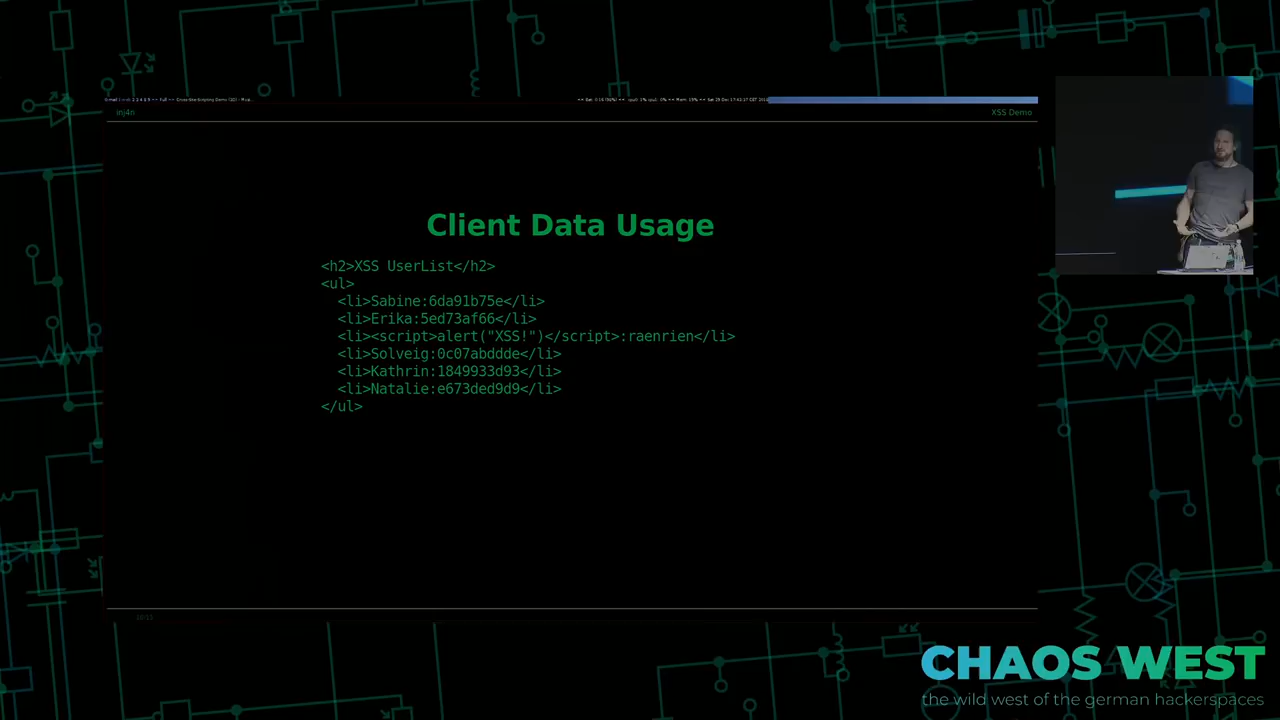 inj4n
XSS Demo
Client Data Usage
<h2>XSS UserList</h2>
<ul>
<li>Sabine:6da91b75e</li>
<li>Erika:5ed73af66</li>
<li><script>alert("XSS!")</script>:raenrien</li>
<li>Solveig:0c07abddde</li>
<li>Kathrin:1849933d93</li>
<li>Natalie:e673ded9d9</li>
</ul>
CHAOS WEST
the wild west of the german hackerspaces